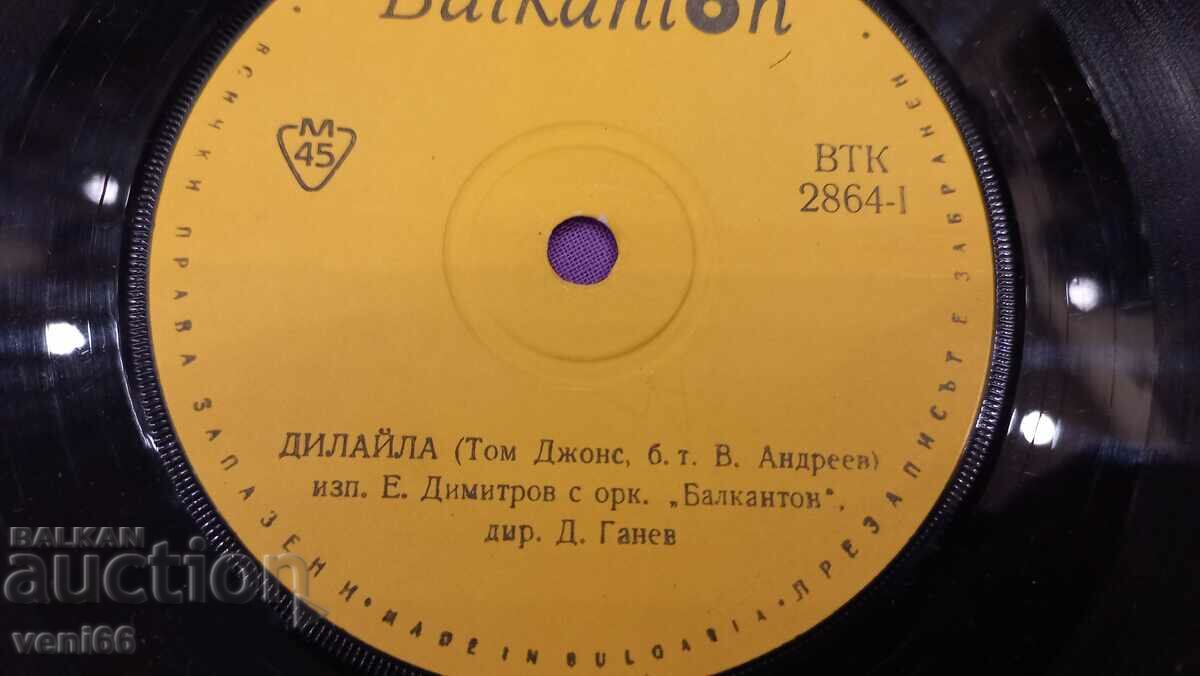 Balkanton
М
45
ВТК
2864-I
ДИЛАЙЛА (Том Джонс, б. т. В. Андреев)
изп. Е. Димитров с орк. „Балкантон“,
дир. Д. Ганев
ВСИЧКИ ПРАВА ЗАПАЗЕНИ • MADE IN BULGARIA • ПРЕЗАПИСЪТ Е ЗАБРАНЕН •
BALKAN
auction
veni66